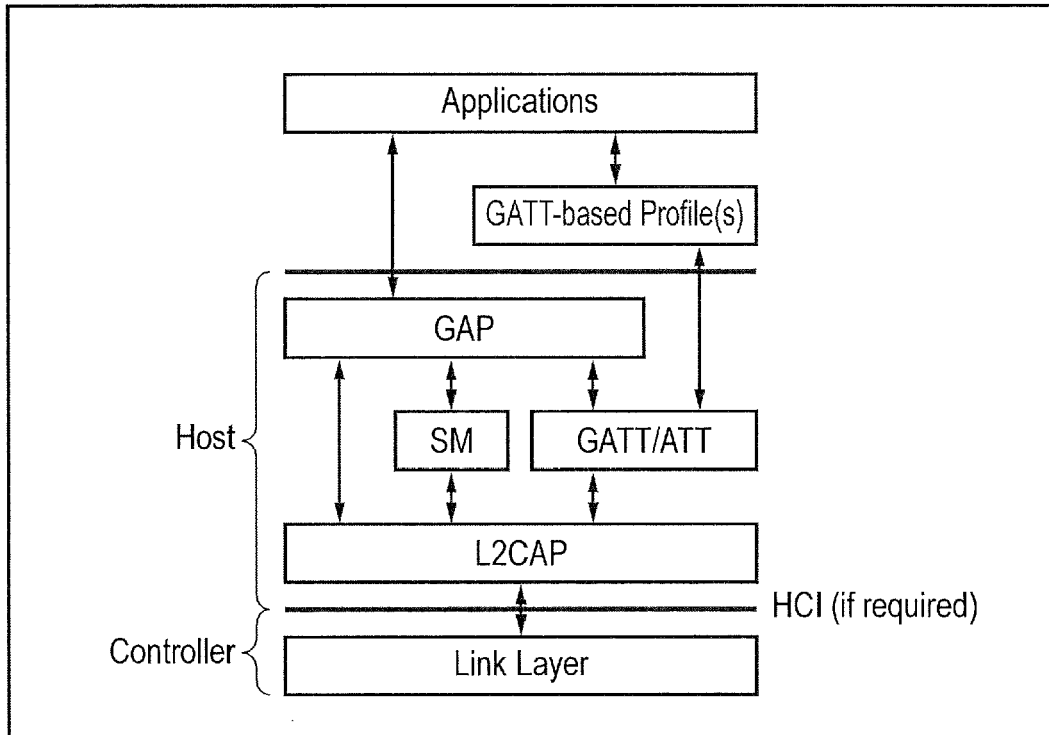 Applications
GATT-based Profile(s)
GAP
Host
SM
GATT/ATT
L2CAP
HCI (if required)
Controller
Link Layer